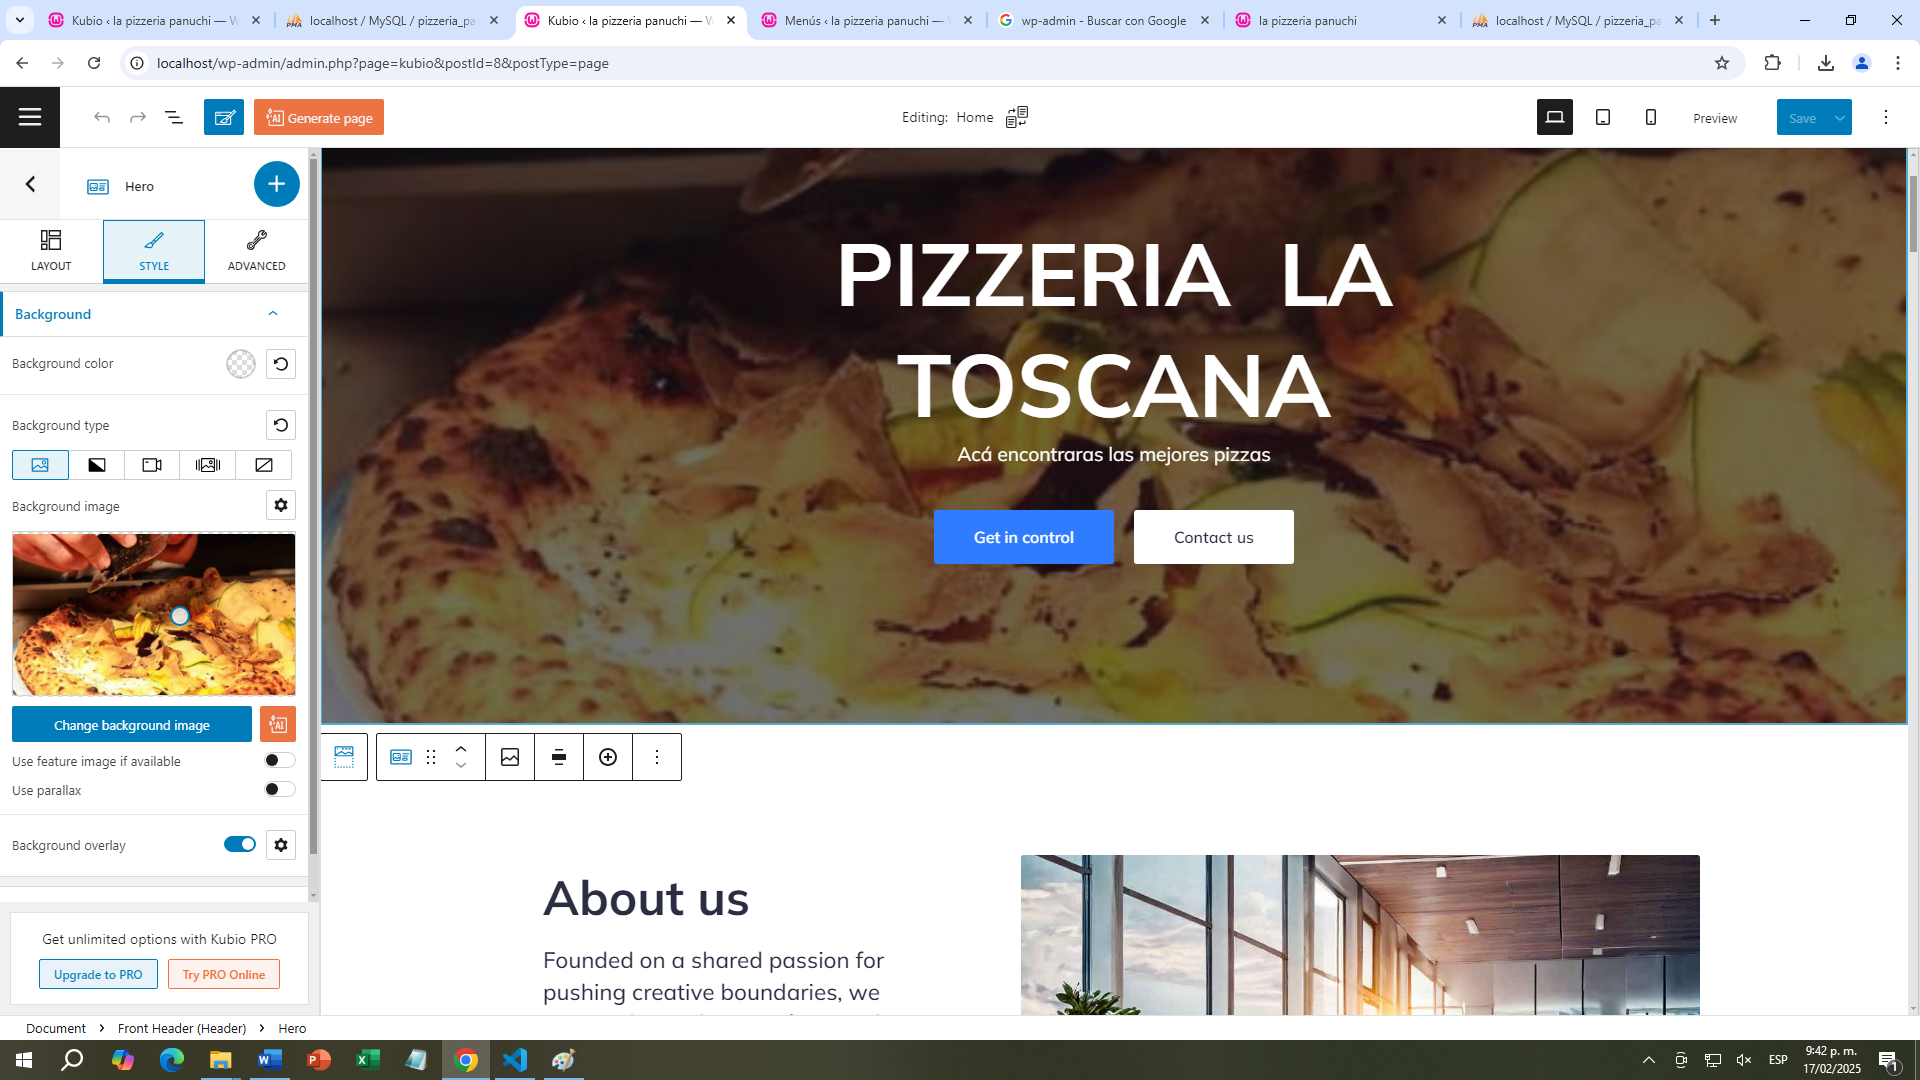 Kubio ‹ la pizzeria panuchi — W
localhost / MySQL / pizzeria_pa
Kubio ‹ la pizzeria panuchi — W
Menús ‹ la pizzeria panuchi — W
wp-admin - Buscar con Google
la pizzeria panuchi
localhost / MySQL / pizzeria_pa
localhost/wp-admin/admin.php?page=kubio&postId=8&postType=page
AI Generate page
Editing: Home
Preview
Save
Hero
LAYOUT
STYLE
ADVANCED
Background
Background color
Background type
Background image
Change background image
AI
Use feature image if available
Use parallax
Background overlay
Get unlimited options with Kubio PRO
Upgrade to PRO
Try PRO Online
PIZZERIA LA
TOSCANA
Acá encontraras las mejores pizzas
Get in control
Contact us
About us
Founded on a shared passion for
pushing creative boundaries, we
Document
Front Header (Header)
Hero
ESP
9:42 p. m.
17/02/2025
1